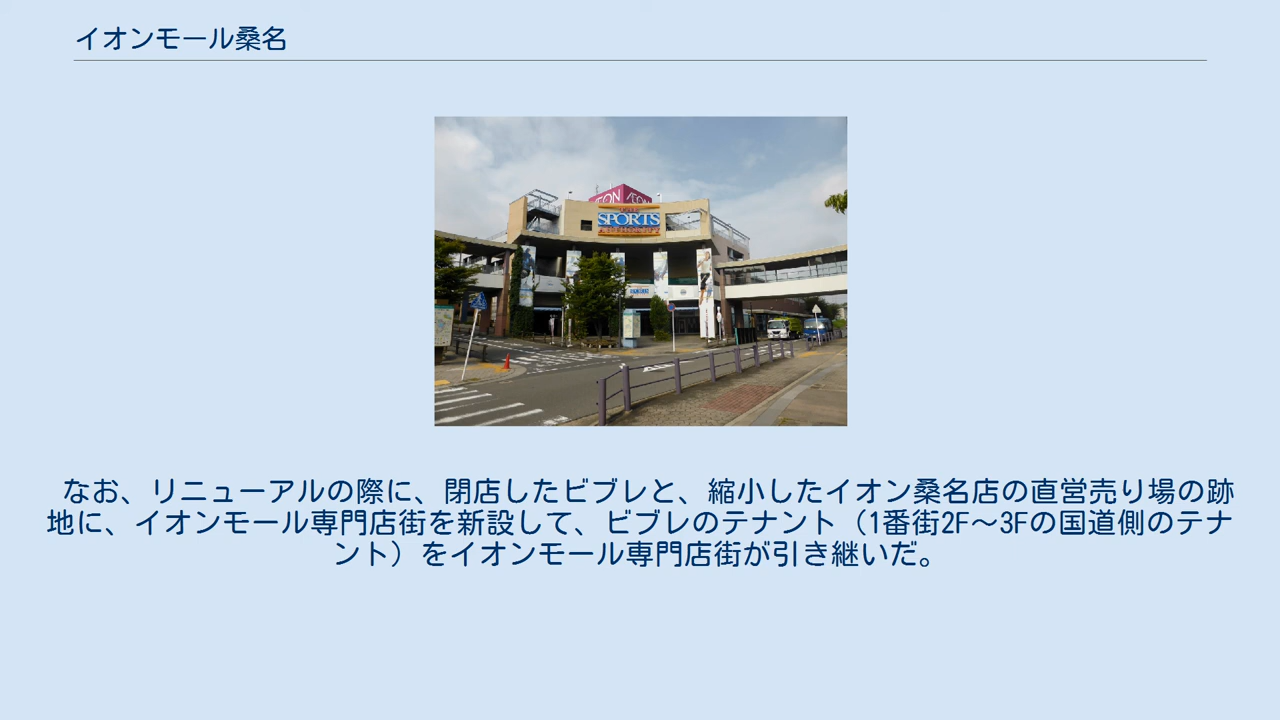 イオンモール桑名
ÆON
ÆON
SPORTS
なお、リニューアルの際に、閉店したビブレと、縮小したイオン桑名店の直営売り場の跡
地に、イオンモール専門店街を新設して、ビブレのテナント（1番街2F〜3Fの国道側のテナ
ント）をイオンモール専門店街が引き継いだ。